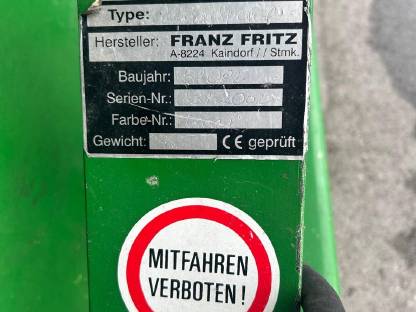 Type:
Hersteller: FRANZ FRITZ
A-8224 Kaindorf // Stmk.
Baujahr:
Serien-Nr.:
Farbe-Nr.:
Gewicht: CE geprüft
MITFAHREN
VERBOTEN!